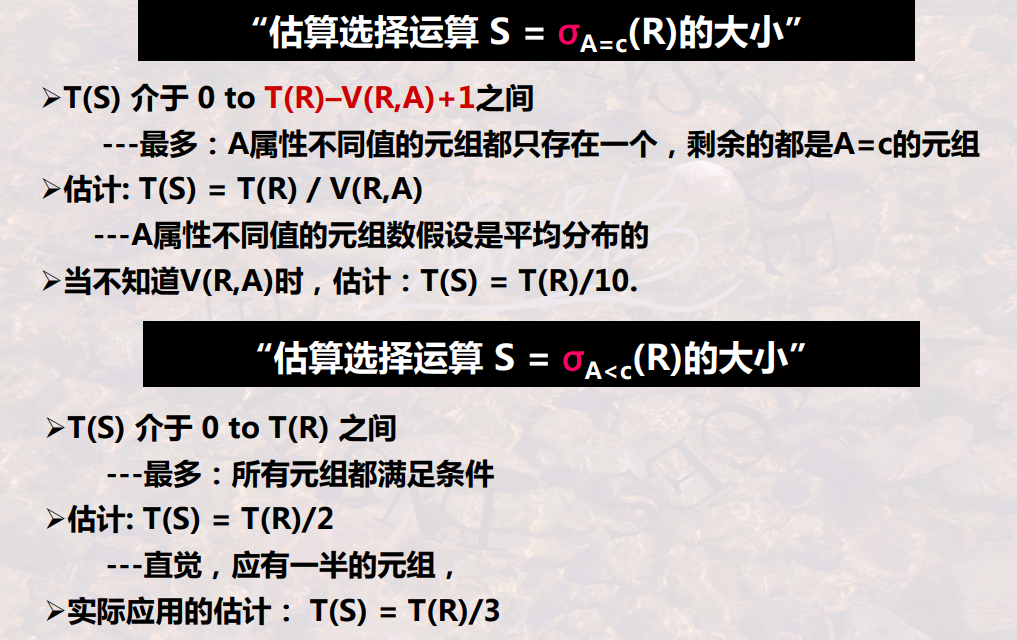 “估算选择运算 S = σA=c(R)的大小”
➢T(S) 介于 0 to T(R)–V(R,A)+1之间
---最多：A属性不同值的元组都只存在一个，剩余的都是A=c的元组
➢估计: T(S) = T(R) / V(R,A)
---A属性不同值的元组数假设是平均分布的
➢当不知道V(R,A)时，估计：T(S) = T(R)/10.
“估算选择运算 S = σA<c(R)的大小”
➢T(S) 介于 0 to T(R) 之间
---最多：所有元组都满足条件
➢估计: T(S) = T(R)/2
---直觉，应有一半的元组，
➢实际应用的估计： T(S) = T(R)/3